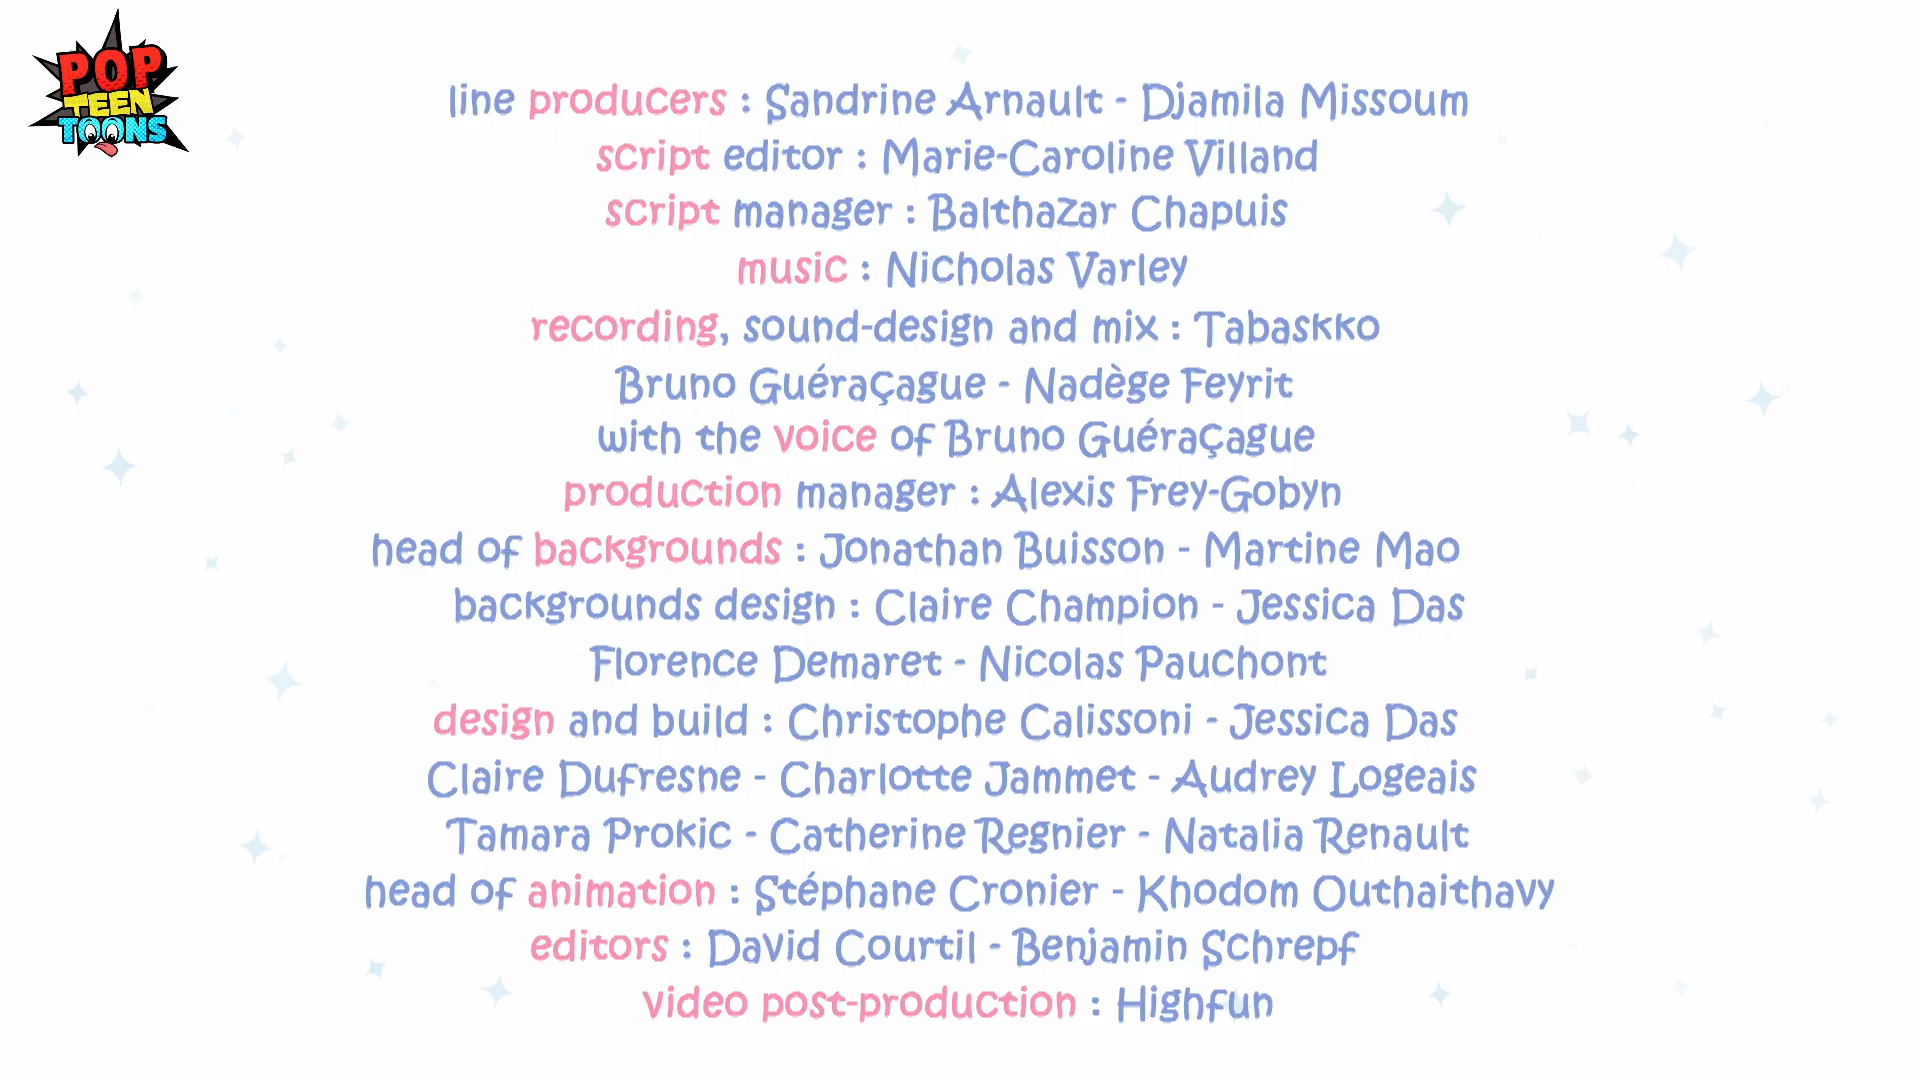 POP
TEEN
TOONS
line producers : Sandrine Arnault - Djamila Missoum
script editor : Marie-Caroline Villand
script manager : Balthazar Chapuis
music : Nicholas Varley
recording, sound-design and mix : Tabaskko
Bruno Guéraçague - Nadège Feyrit
with the voice of Bruno Guéraçague
production manager : Alexis Frey-Gobyn
head of backgrounds : Jonathan Buisson - Martine Mao
backgrounds design : Claire Champion - Jessica Das
Florence Demaret - Nicolas Pauchont
design and build : Christophe Calissoni - Jessica Das
Claire Dufresne - Charlotte Jammet - Audrey Logeais
Tamara Prokic - Catherine Regnier - Natalia Renault
head of animation : Stéphane Cronier - Khodom Outhaithavy
editors : David Courtil - Benjamin Schrepf
video post-production : Highfun